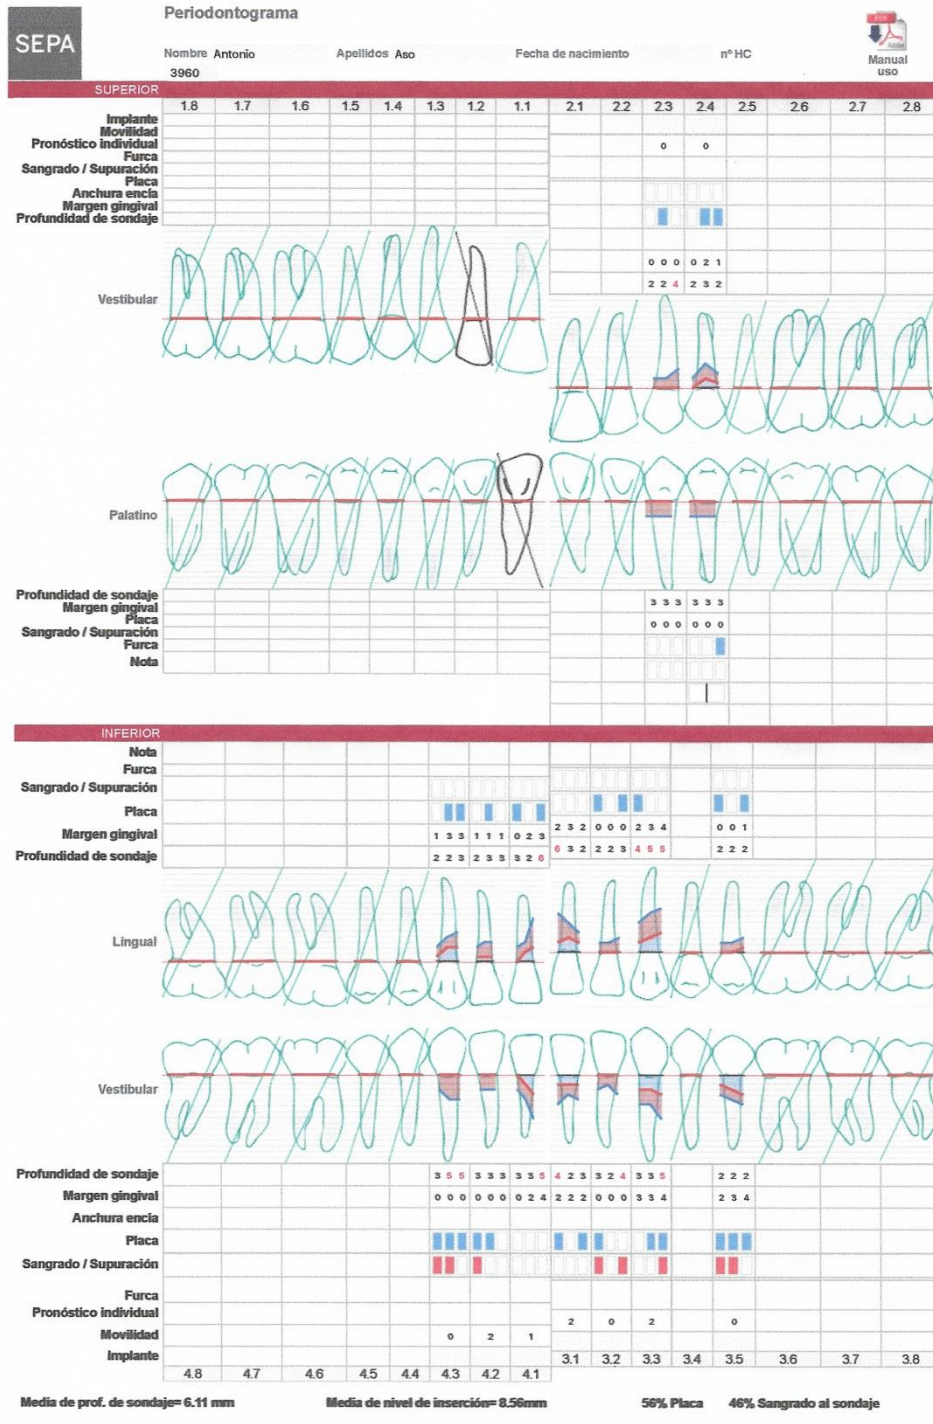 SEPA
Periodontograma
PDF
Adobe
Nombre Antonio Apellidos Aso Fecha de nacimiento nº HC
Manual
uso
3960
SUPERIOR
1.8 1.7 1.6 1.5 1.4 1.3 1.2 1.1 2.1 2.2 2.3 2.4 2.5 2.6 2.7 2.8
Implante
Movilidad
Pronóstico individual 0 0
Furca
Sangrado / Supuración
Placa
Anchura encía
Margen gingival
Profundidad de sondaje
0 0 0 0 2 1
2 2 4 2 3 2
Vestibular
Palatino
Profundidad de sondaje 3 3 3 3 3 3
Margen gingival
Placa 0 0 0 0 0 0
Sangrado / Supuración
Furca
Nota
INFERIOR
Nota
Furca
Sangrado / Supuración
Placa
Margen gingival 1 3 3 1 1 1 0 2 3 2 3 2 0 0 0 2 3 4 0 0 1
Profundidad de sondaje 2 2 3 2 3 3 3 2 6 6 3 2 2 2 3 4 5 5 2 2 2
Lingual
Vestibular
Profundidad de sondaje 3 5 5 3 3 3 3 3 5 4 2 3 3 2 4 3 3 5 2 2 2
Margen gingival 0 0 0 0 0 0 0 2 4 2 2 2 0 0 0 3 3 4 2 3 4
Anchura encía
Placa
Sangrado / Supuración
Furca
Pronóstico individual 2 0 2 0
Movilidad 0 2 1
Implante
3.1 3.2 3.3 3.4 3.5 3.6 3.7 3.8
4.8 4.7 4.6 4.5 4.4 4.3 4.2 4.1
Media de prof. de sondaje= 6.11 mm Media de nivel de inserción= 8.56mm 56% Placa 46% Sangrado al sondaje